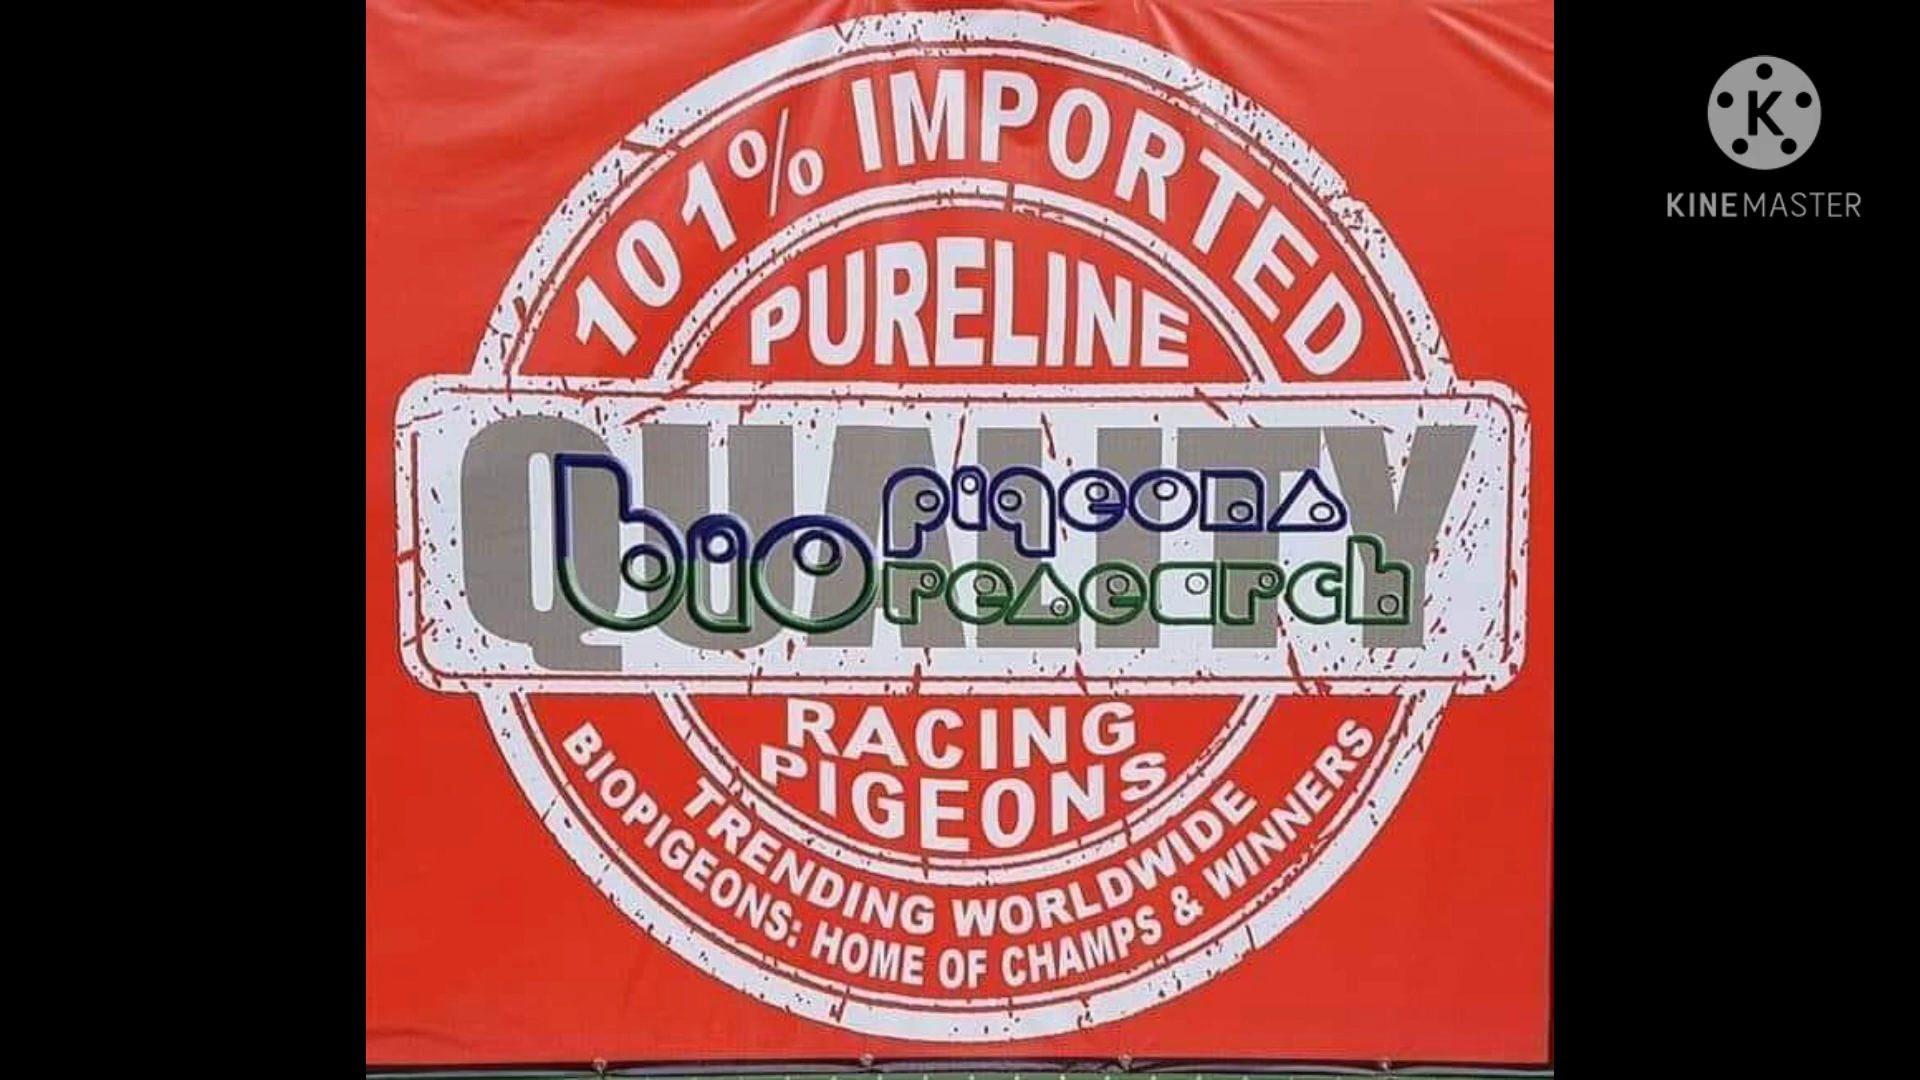 101% IMPORTED
PURELINE
QUALITY
bio pigeons
research
RACING
PIGEONS
TRENDING WORLDWIDE
BIOPIGEONS: HOME OF CHAMPS & WINNERS
K
KINEMASTER